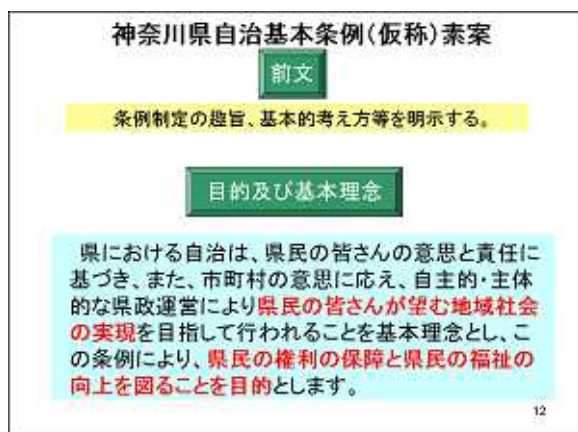 神奈川県自治基本条例(仮称)素案
前文
条例制定の趣旨、基本的考え方等を明示する。
目的及び基本理念
県における自治は、県民の皆さんの意思と責任に
基づき、また、市町村の意思に応え、自主的・主体
的な県政運営により県民の皆さんが望む地域社会
の実現を目指して行われることを基本理念とし、こ
の条例により、県民の権利の保障と県民の福祉の
向上を図ることを目的とします。
12